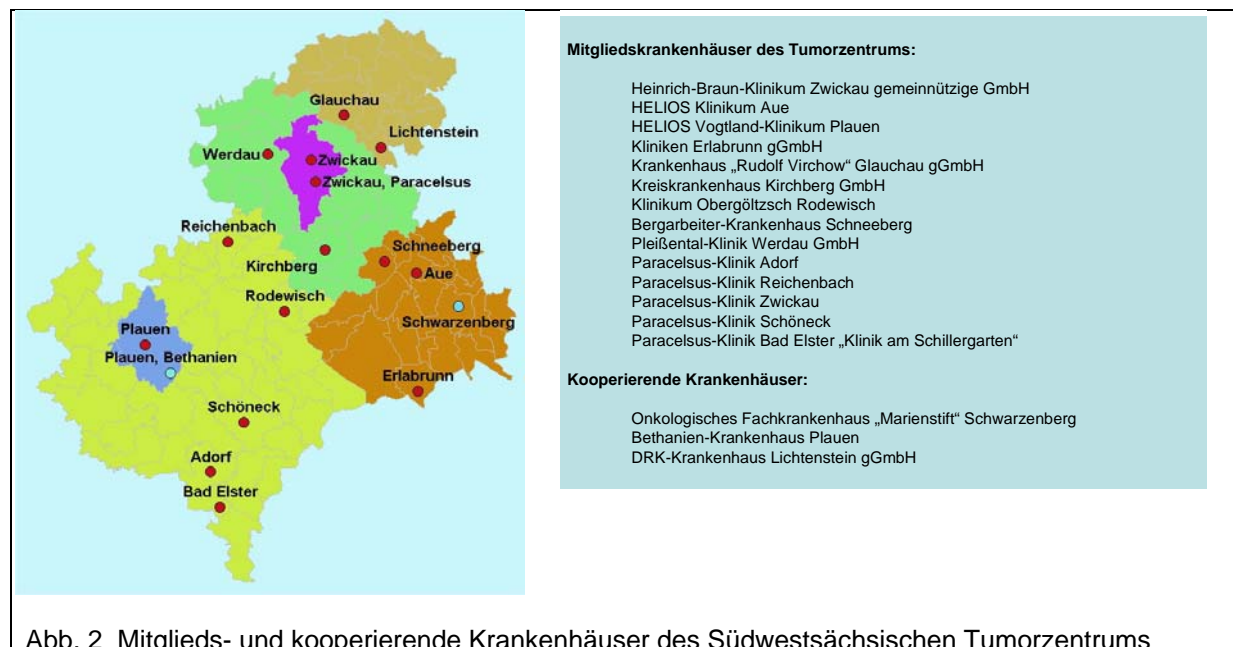 Glauchau
Lichtenstein
Werdau
Zwickau
Zwickau, Paracelsus
Reichenbach
Schneeberg
Kirchberg
Aue
Rodewisch
Schwarzenberg
Plauen
Plauen, Bethanien
Erlabrunn
Schöneck
Adorf
Bad Elster
Mitgliedskrankenhäuser des Tumorzentrums:
Heinrich-Braun-Klinikum Zwickau gemeinnützige GmbH
HELIOS Klinikum Aue
HELIOS Vogtland-Klinikum Plauen
Kliniken Erlabrunn gGmbH
Krankenhaus „Rudolf Virchow“ Glauchau gGmbH
Kreiskrankenhaus Kirchberg GmbH
Klinikum Obergöltzsch Rodewisch
Bergarbeiter-Krankenhaus Schneeberg
Pleißental-Klinik Werdau GmbH
Paracelsus-Klinik Adorf
Paracelsus-Klinik Reichenbach
Paracelsus-Klinik Zwickau
Paracelsus-Klinik Schöneck
Paracelsus-Klinik Bad Elster „Klinik am Schillergarten“
Kooperierende Krankenhäuser:
Onkologisches Fachkrankenhaus „Marienstift“ Schwarzenberg
Bethanien-Krankenhaus Plauen
DRK-Krankenhaus Lichtenstein gGmbH
Abb. 2 Mitglieds- und kooperierende Krankenhäuser des Südwestsächsischen Tumorzentrums